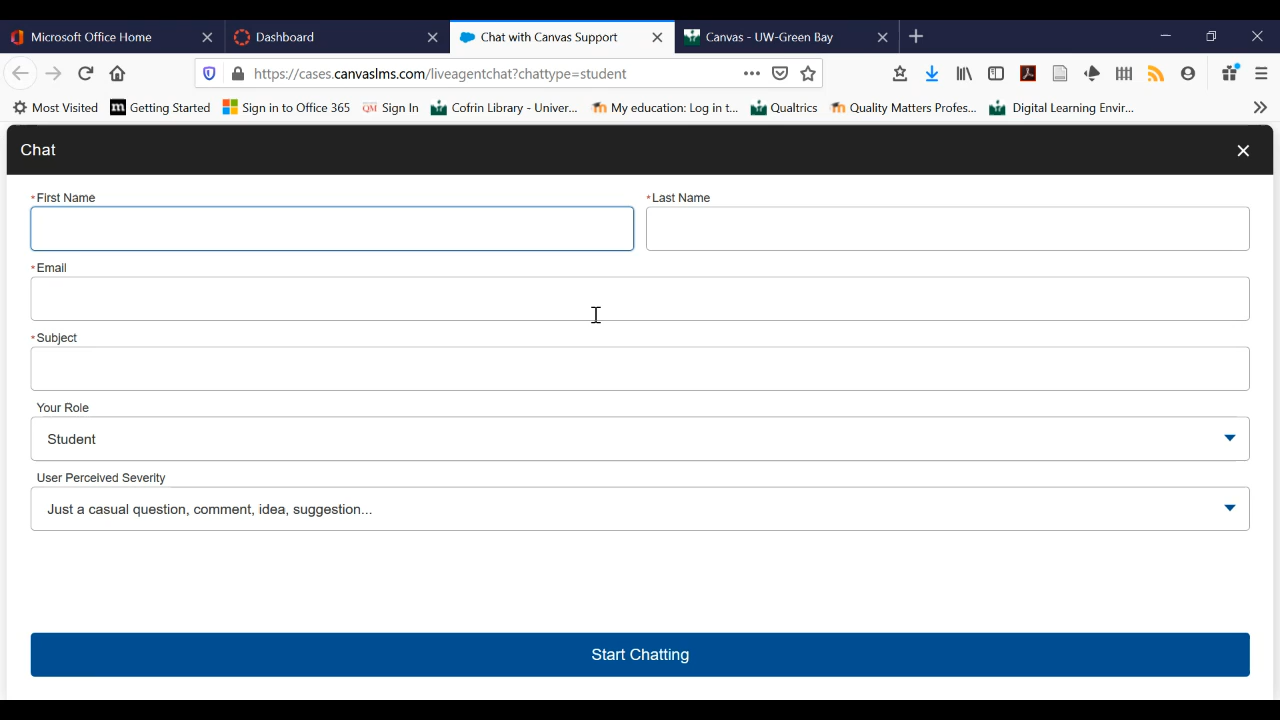 Microsoft Office Home
Dashboard
Chat with Canvas Support
Canvas - UW-Green Bay
https://cases.canvaslms.com/liveagentchat?chattype=student
Most Visited
Getting Started
Sign in to Office 365
QM Sign In
Cofrin Library - Univer...
My education: Log in t...
Qualtrics
Quality Matters Profes...
Digital Learning Envir...
Chat
*First Name
*Last Name
*Email
*Subject
Your Role
Student
User Perceived Severity
Just a casual question, comment, idea, suggestion...
Start Chatting